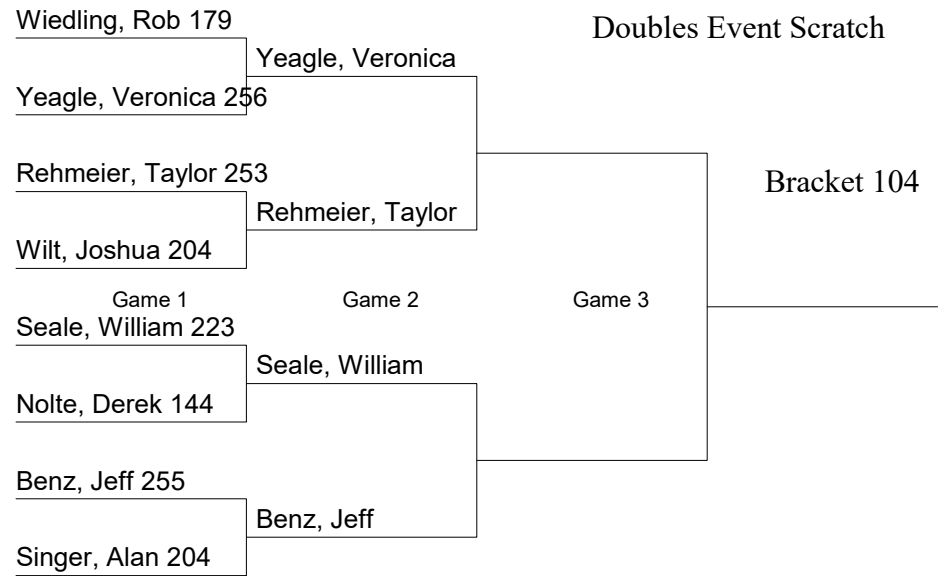 Wiedling, Rob 179
Doubles Event Scratch
Yeagle, Veronica
Yeagle, Veronica 256
Rehmeier, Taylor 253
Bracket 104
Rehmeier, Taylor
Wilt, Joshua 204
Game 1 Game 2 Game 3
Seale, William 223
Seale, William
Nolte, Derek 144
Benz, Jeff 255
Benz, Jeff
Singer, Alan 204